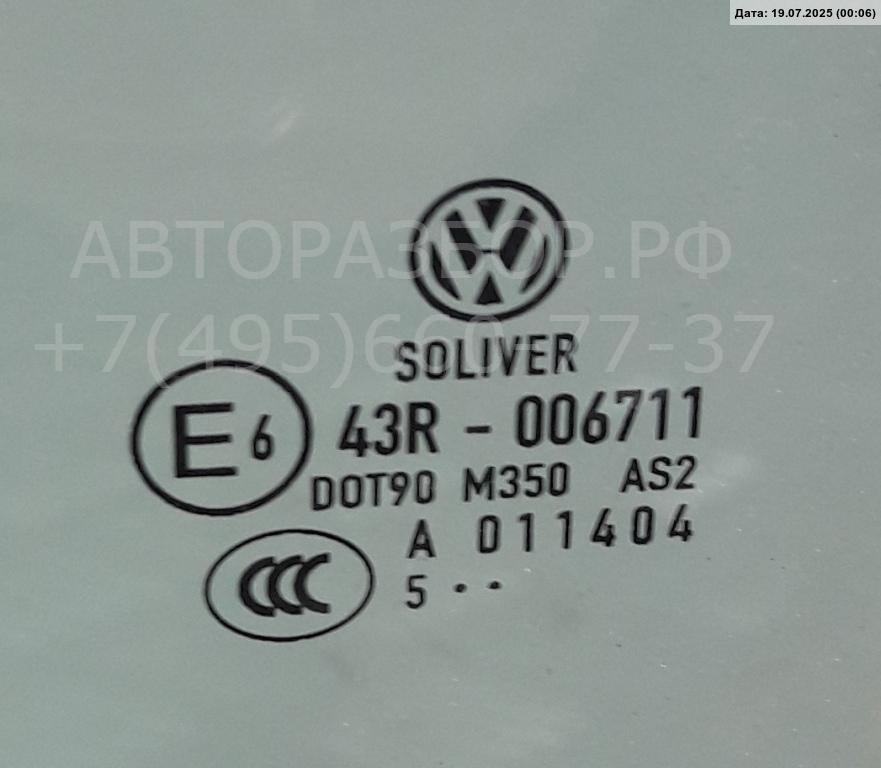 Дата: 19.07.2025 (00:06)
АВТОРАЗБОР.РФ
+7(495)660-77-37
SOLIVER
E6
43R - 006711
DOT90 M350 AS2
A 011404
CCC
5 ••